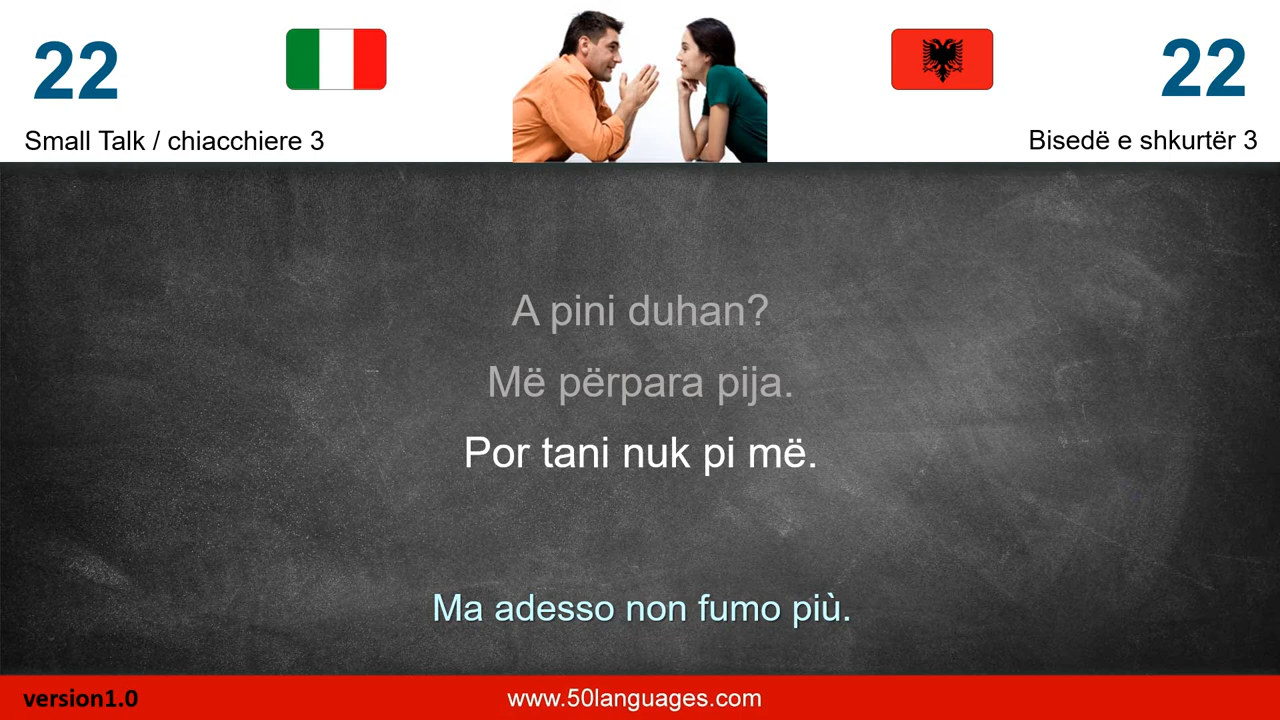 22
22
Small Talk / chiacchiere 3
Bisedë e shkurtër 3
A pini duhan?
Më përpara pija.
Por tani nuk pi më.
Ma adesso non fumo più.
version1.0
www.50languages.com